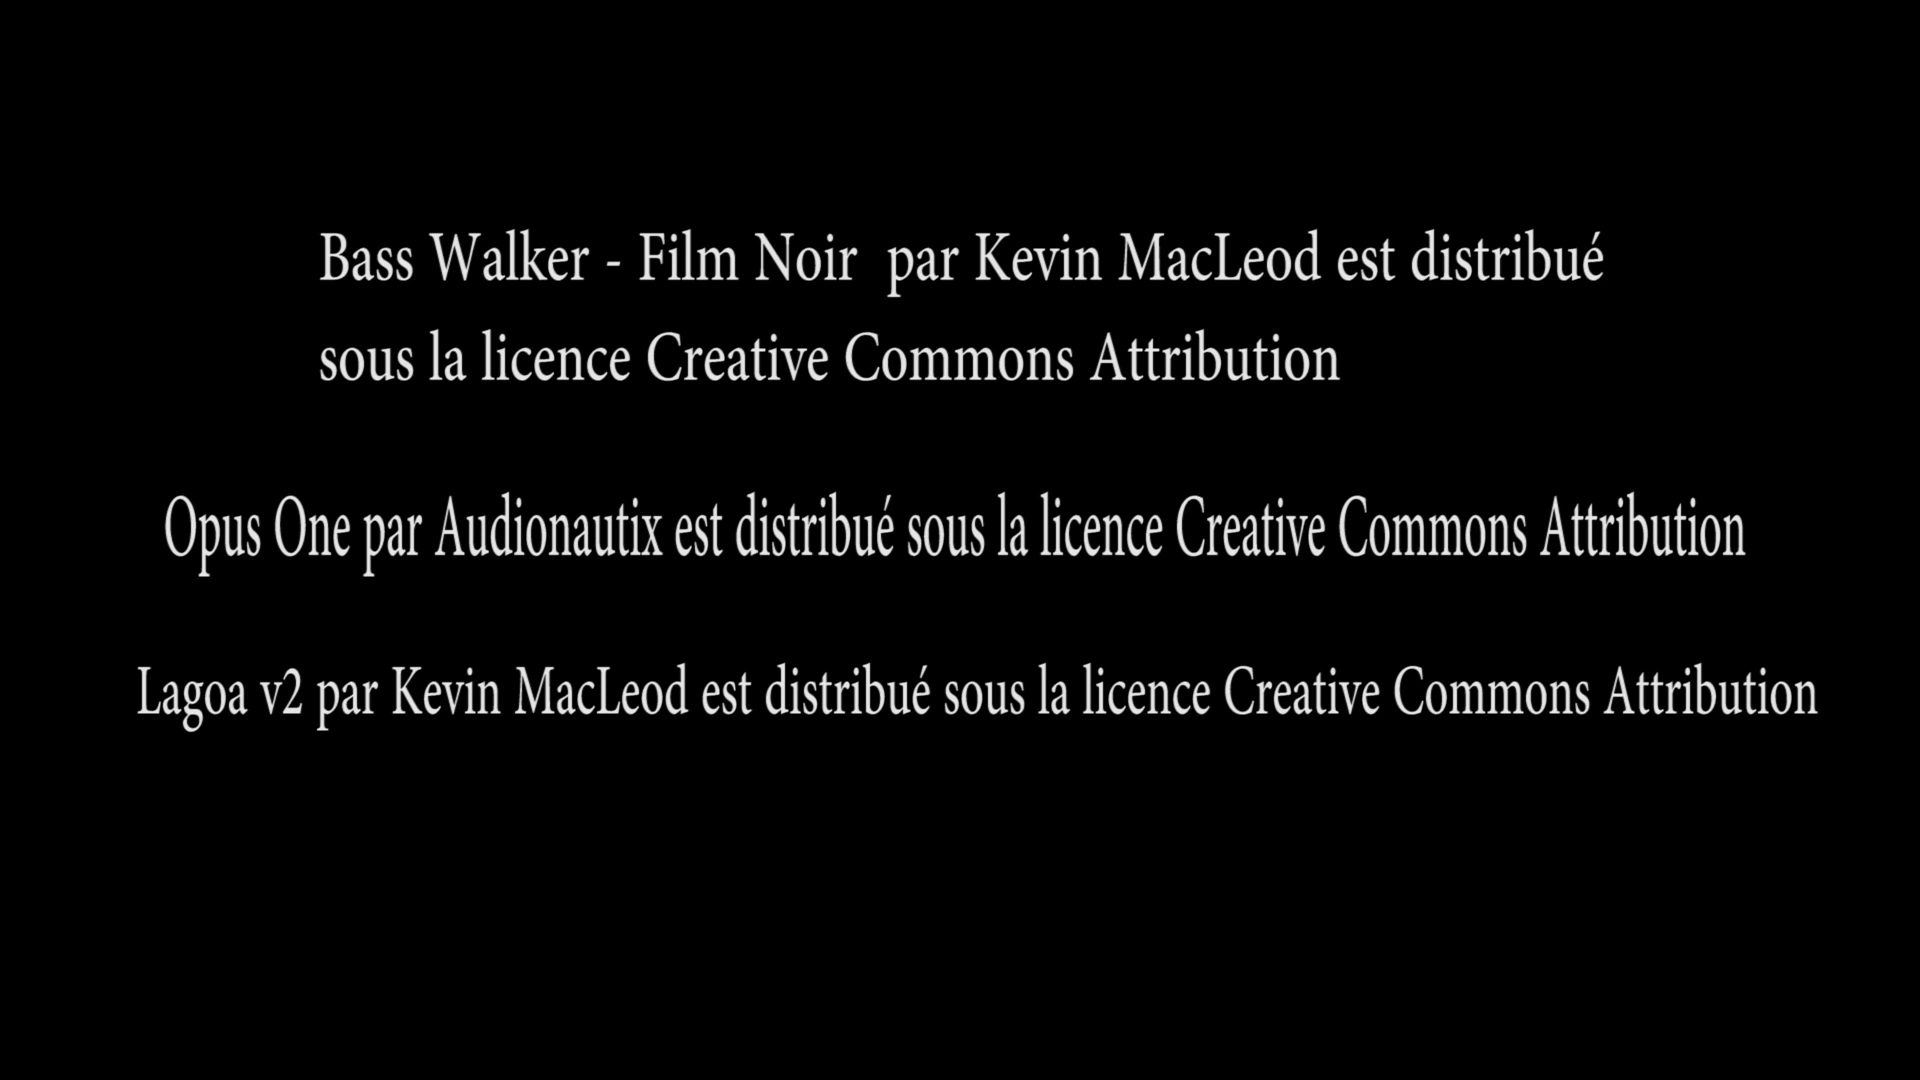 Bass Walker - Film Noir  par Kevin MacLeod est distribué
sous la licence Creative Commons Attribution
Opus One par Audionautix est distribué sous la licence Creative Commons Attribution
Lagoa v2 par Kevin MacLeod est distribué sous la licence Creative Commons Attribution